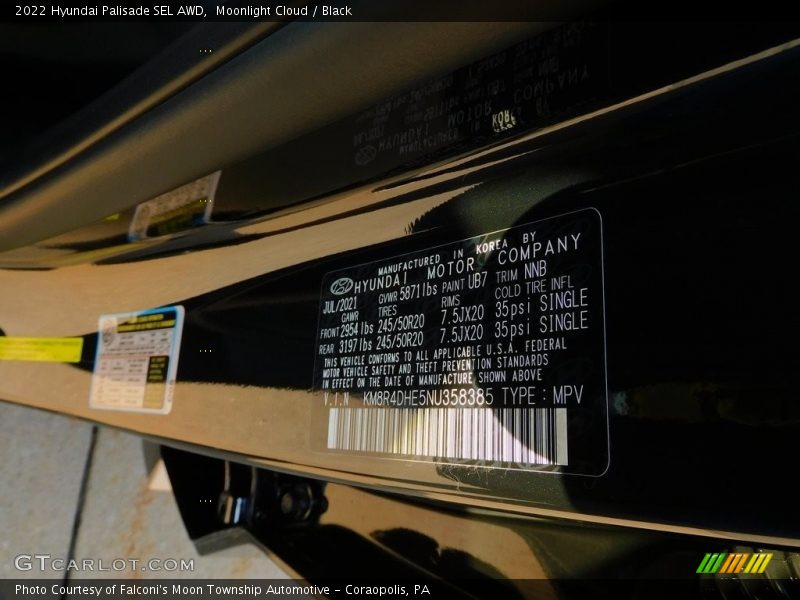 2022 Hyundai Palisade SEL AWD, Moonlight Cloud / Black
MANUFACTURED IN KOREA BY
HYUNDAI MOTOR COMPANY
JUL/2021 GVWR 5871lbs PAINT UB7 TRIM NNB
GAWR TIRES RIMS COLD TIRE INFL
FRONT 2954 lbs 245/50R20 7.5JX20 35psi SINGLE
REAR 3197 lbs 245/50R20 7.5JX20 35psi SINGLE
THIS VEHICLE CONFORMS TO ALL APPLICABLE U.S.A. FEDERAL
MOTOR VEHICLE SAFETY AND THEFT PREVENTION STANDARDS
IN EFFECT ON THE DATE OF MANUFACTURE SHOWN ABOVE
V.I.N KM8R4DHE5NU358385 TYPE : MPV
GTCARLOT.COM
Photo Courtesy of Falconi's Moon Township Automotive - Coraopolis, PA